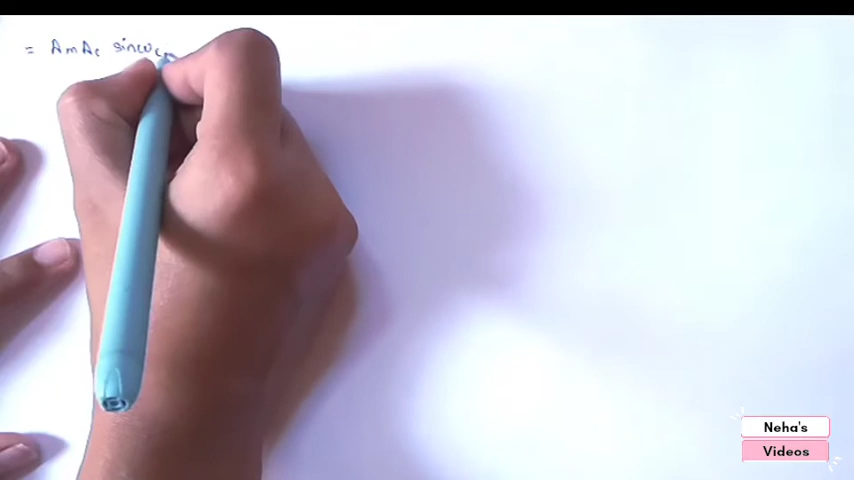 = AmAc sinωc
Neha's
Videos